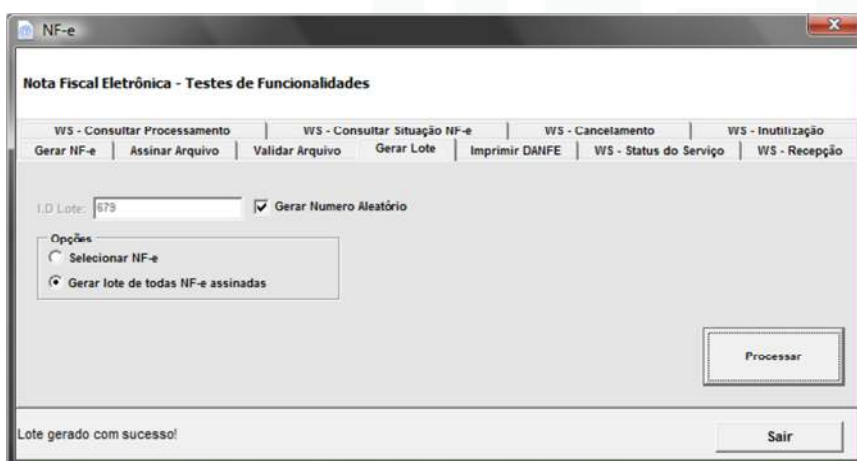 NF-e
Nota Fiscal Eletrônica - Testes de Funcionalidades
WS - Consultar Processamento WS - Consultar Situação NF-e WS - Cancelamento WS - Inutilização
Gerar NF-e Assinar Arquivo Validar Arquivo Gerar Lote Imprimir DANFE WS - Status do Serviço WS - Recepção
I.D Lote: 679 Gerar Numero Aleatório
Opções
Selecionar NF-e
Gerar lote de todas NF-e assinadas
Processar
Lote gerado com sucesso! Sair